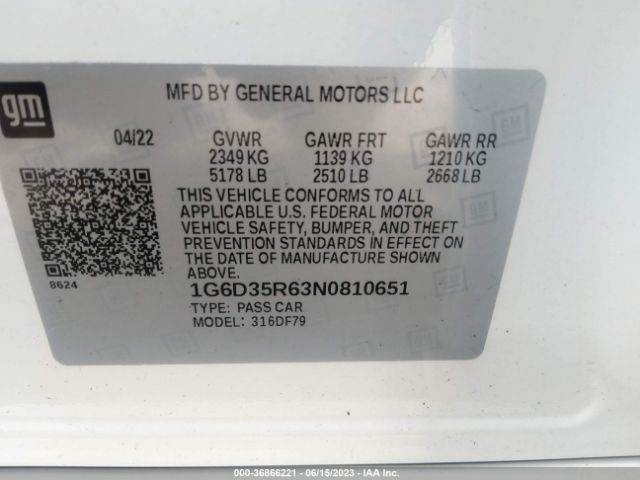 gm
MFD BY GENERAL MOTORS LLC
04/22 GVWR GAWR FRT GAWR RR
2349 KG 1139 KG 1210 KG
5178 LB 2510 LB 2668 LB
THIS VEHICLE CONFORMS TO ALL
APPLICABLE U.S. FEDERAL MOTOR
VEHICLE SAFETY, BUMPER, AND THEFT
PREVENTION STANDARDS IN EFFECT ON
THE DATE OF MANUFACTURE SHOWN
ABOVE.
8624
1G6D35R63N0810651
TYPE: PASS CAR
MODEL: 316DF79
000-36866221 - 06/15/2023 - IAA Inc.